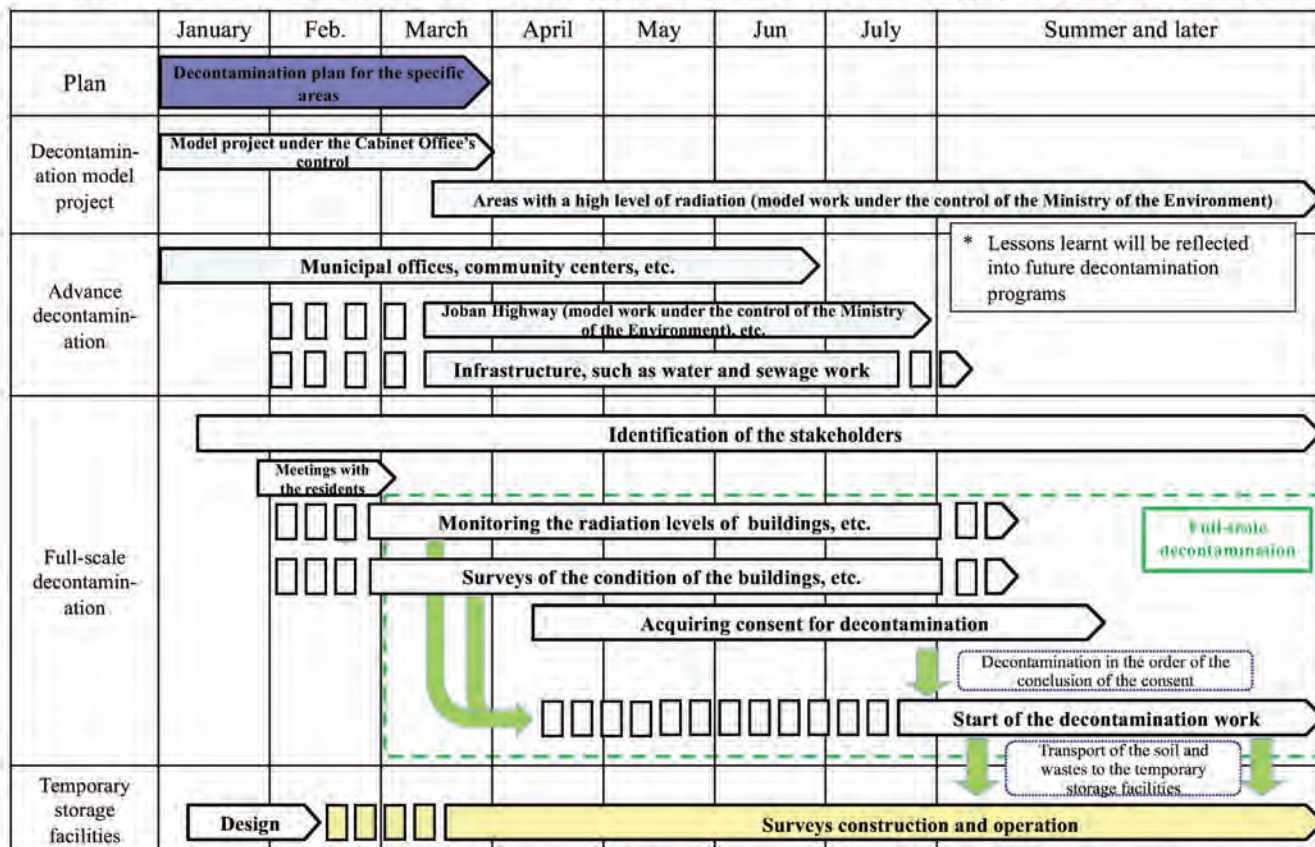 January Feb. March April May Jun July Summer and later
Plan
Decontamination plan for the specific
areas
Decontamin-
ation model
project
Model project under the Cabinet Office's
control
Areas with a high level of radiation (model work under the control of the Ministry of the Environment)
* Lessons learnt will be reflected
into future decontamination
programs
Advance
decontamin-
ation
Municipal offices, community centers, etc.
Joban Highway (model work under the control of the Ministry
of the Environment), etc.
Infrastructure, such as water and sewage work
Full-scale
decontamin-
ation
Identification of the stakeholders
Meetings with
the residents
Monitoring the radiation levels of buildings, etc.
Full-scale
decontamination
Surveys of the condition of the buildings, etc.
Acquiring consent for decontamination
Decontamination in the order of the
conclusion of the consent
Start of the decontamination work
Transport of the soil and
wastes to the temporary
storage facilities
Temporary
storage
facilities
Design
Surveys construction and operation